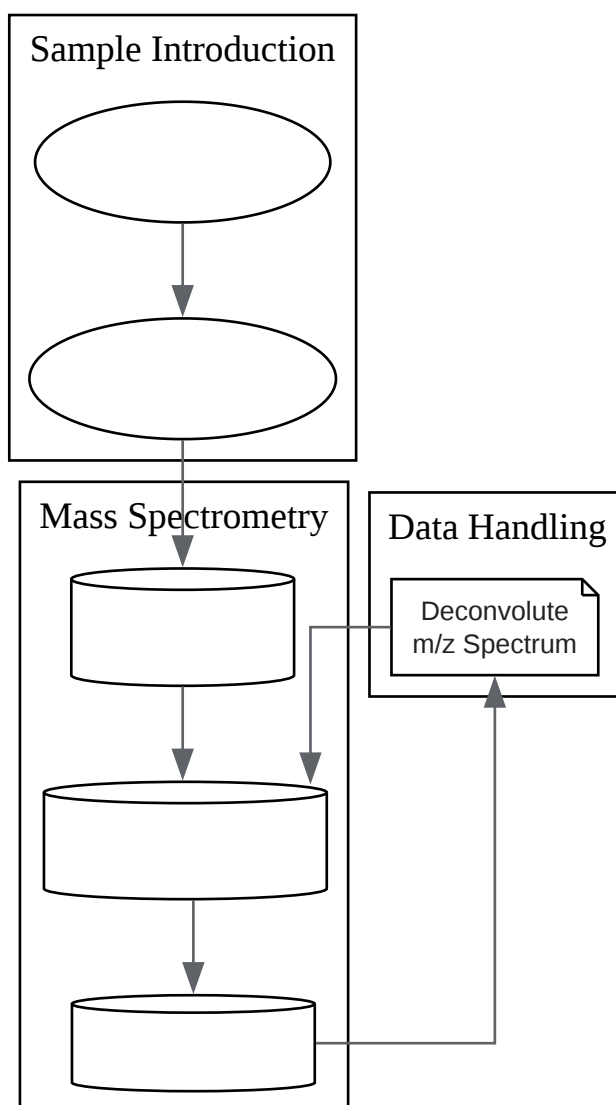 Sample Introduction
Mass Spectrometry
Data Handling
Deconvolute
m/z Spectrum